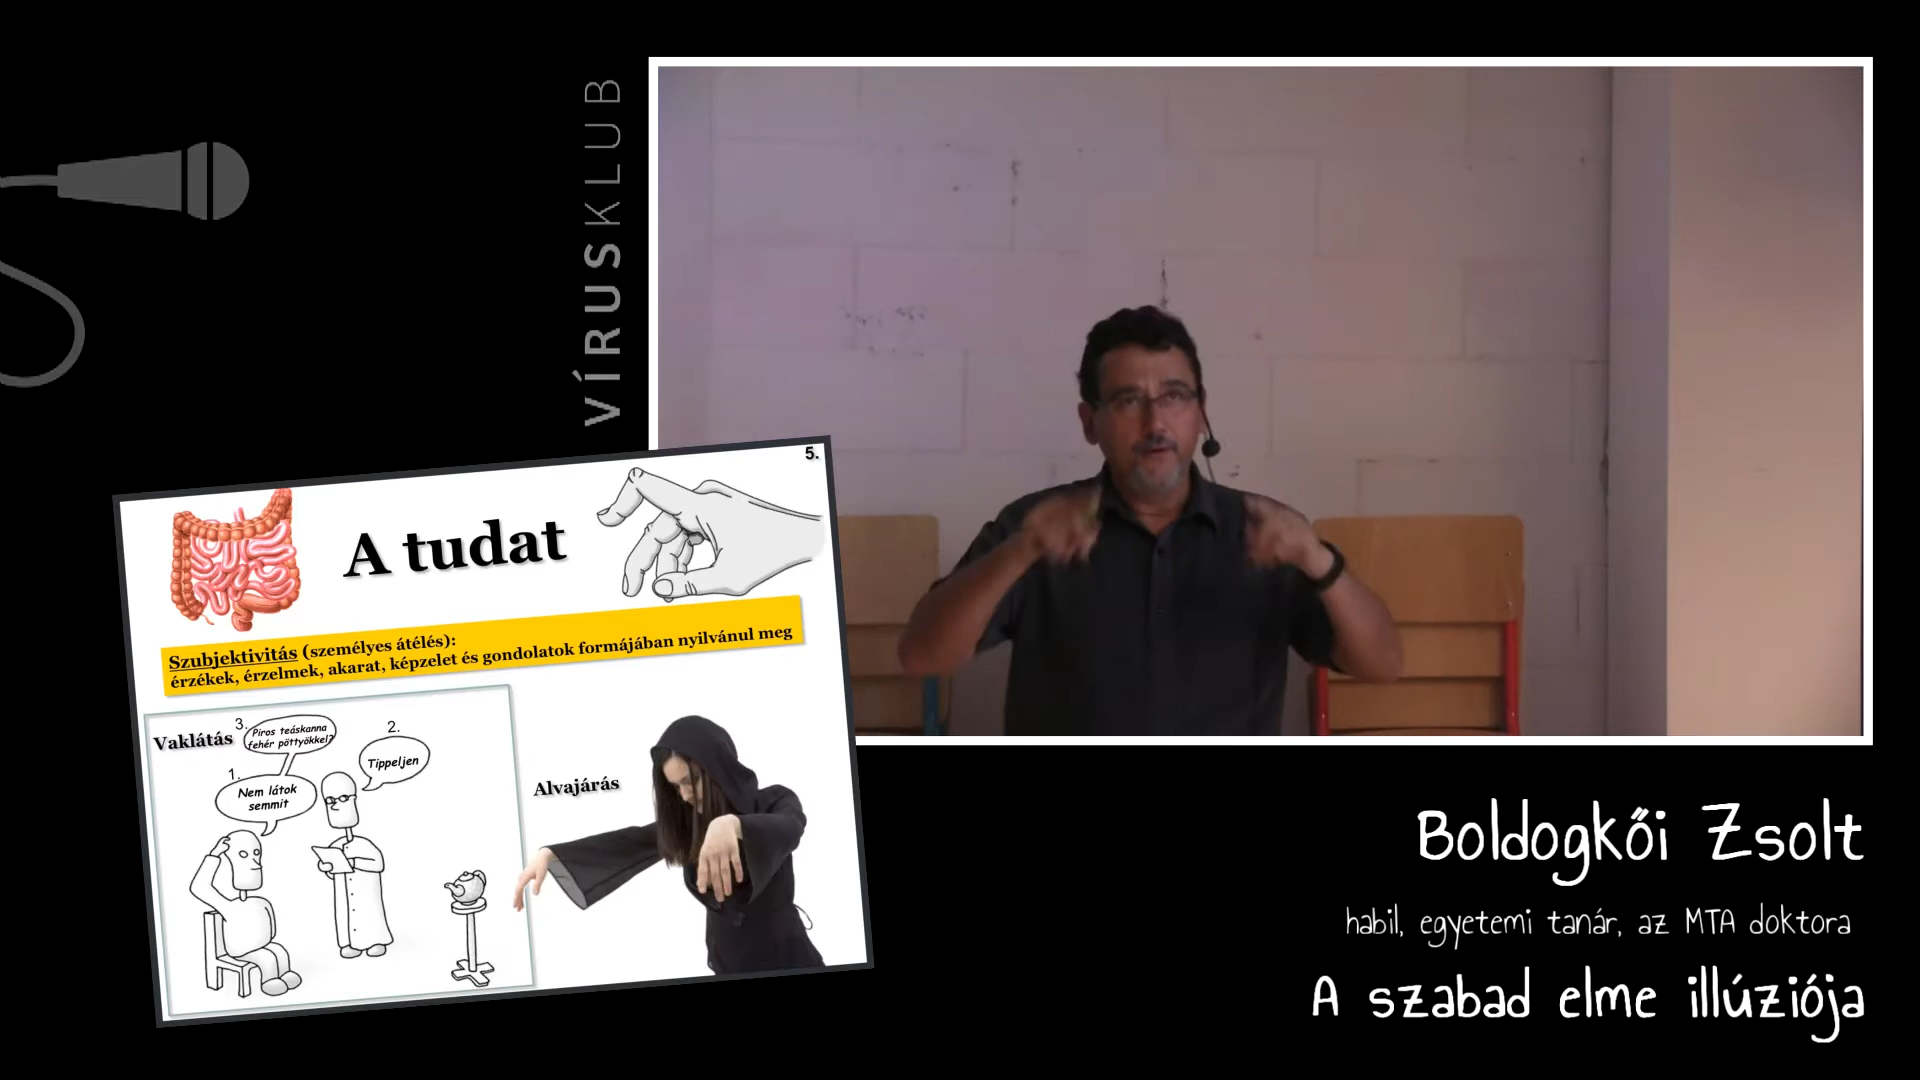 VÍRUSKLUB
5.
A tudat
Szubjektivitás (személyes átélés):
érzékek, érzelmek, akarat, képzelet és gondolatok formájában nyilvánul meg
Vaklátás
3.
Piros teáskanna
fehér pöttyökkel?
2.
Tippeljen
1.
Nem látok
semmit
Alvajárás
Boldogkői Zsolt
habil, egyetemi tanár, az MTA doktora
A szabad elme illúziója